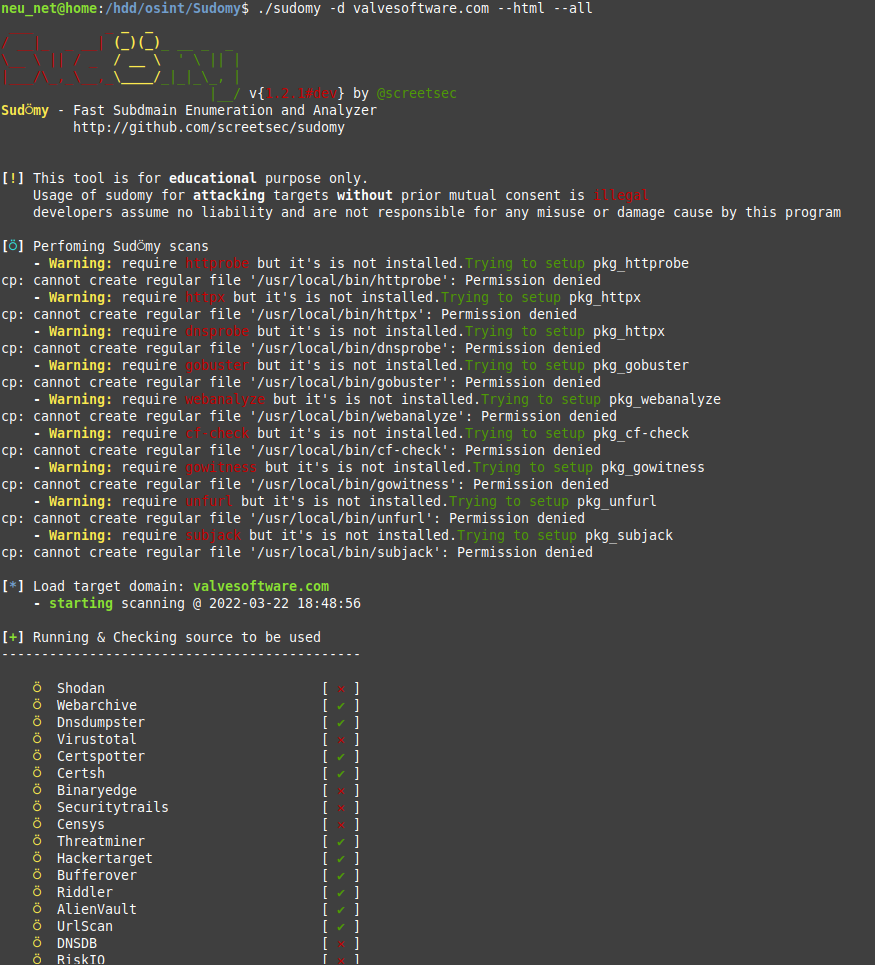 neu_net@home:/hdd/osint/Sudomy$ ./sudomy -d valvesoftware.com --html --all
v{1.2.1#dev} by @screetsec
SudÖmy - Fast Subdmain Enumeration and Analyzer
http://github.com/screetsec/sudomy
[!] This tool is for educational purpose only.
Usage of sudomy for attacking targets without prior mutual consent is illegal
developers assume no liability and are not responsible for any misuse or damage cause by this program
[Ö] Perfoming SudÖmy scans
- Warning: require httprobe but it's is not installed.Trying to setup pkg_httprobe
cp: cannot create regular file '/usr/local/bin/httprobe': Permission denied
- Warning: require httpx but it's is not installed.Trying to setup pkg_httpx
cp: cannot create regular file '/usr/local/bin/httpx': Permission denied
- Warning: require dnsprobe but it's is not installed.Trying to setup pkg_httpx
cp: cannot create regular file '/usr/local/bin/dnsprobe': Permission denied
- Warning: require gobuster but it's is not installed.Trying to setup pkg_gobuster
cp: cannot create regular file '/usr/local/bin/gobuster': Permission denied
- Warning: require webanalyze but it's is not installed.Trying to setup pkg_webanalyze
cp: cannot create regular file '/usr/local/bin/webanalyze': Permission denied
- Warning: require cf-check but it's is not installed.Trying to setup pkg_cf-check
cp: cannot create regular file '/usr/local/bin/cf-check': Permission denied
- Warning: require gowitness but it's is not installed.Trying to setup pkg_gowitness
cp: cannot create regular file '/usr/local/bin/gowitness': Permission denied
- Warning: require unfurl but it's is not installed.Trying to setup pkg_unfurl
cp: cannot create regular file '/usr/local/bin/unfurl': Permission denied
- Warning: require subjack but it's is not installed.Trying to setup pkg_subjack
cp: cannot create regular file '/usr/local/bin/subjack': Permission denied
[*] Load target domain: valvesoftware.com
- starting scanning @ 2022-03-22 18:48:56
[+] Running & Checking source to be used
---------------------------------------------
Ö Shodan [ ✗ ]
Ö Webarchive [ ✔ ]
Ö Dnsdumpster [ ✔ ]
Ö Virustotal [ ✗ ]
Ö Certspotter [ ✔ ]
Ö Certsh [ ✔ ]
Ö Binaryedge [ ✗ ]
Ö Securitytrails [ ✗ ]
Ö Censys [ ✗ ]
Ö Threatminer [ ✔ ]
Ö Hackertarget [ ✔ ]
Ö Bufferover [ ✔ ]
Ö Riddler [ ✔ ]
Ö AlienVault [ ✔ ]
Ö UrlScan [ ✔ ]
Ö DNSDB [ ✗ ]
Ö RiskIQ [ ✗ ]